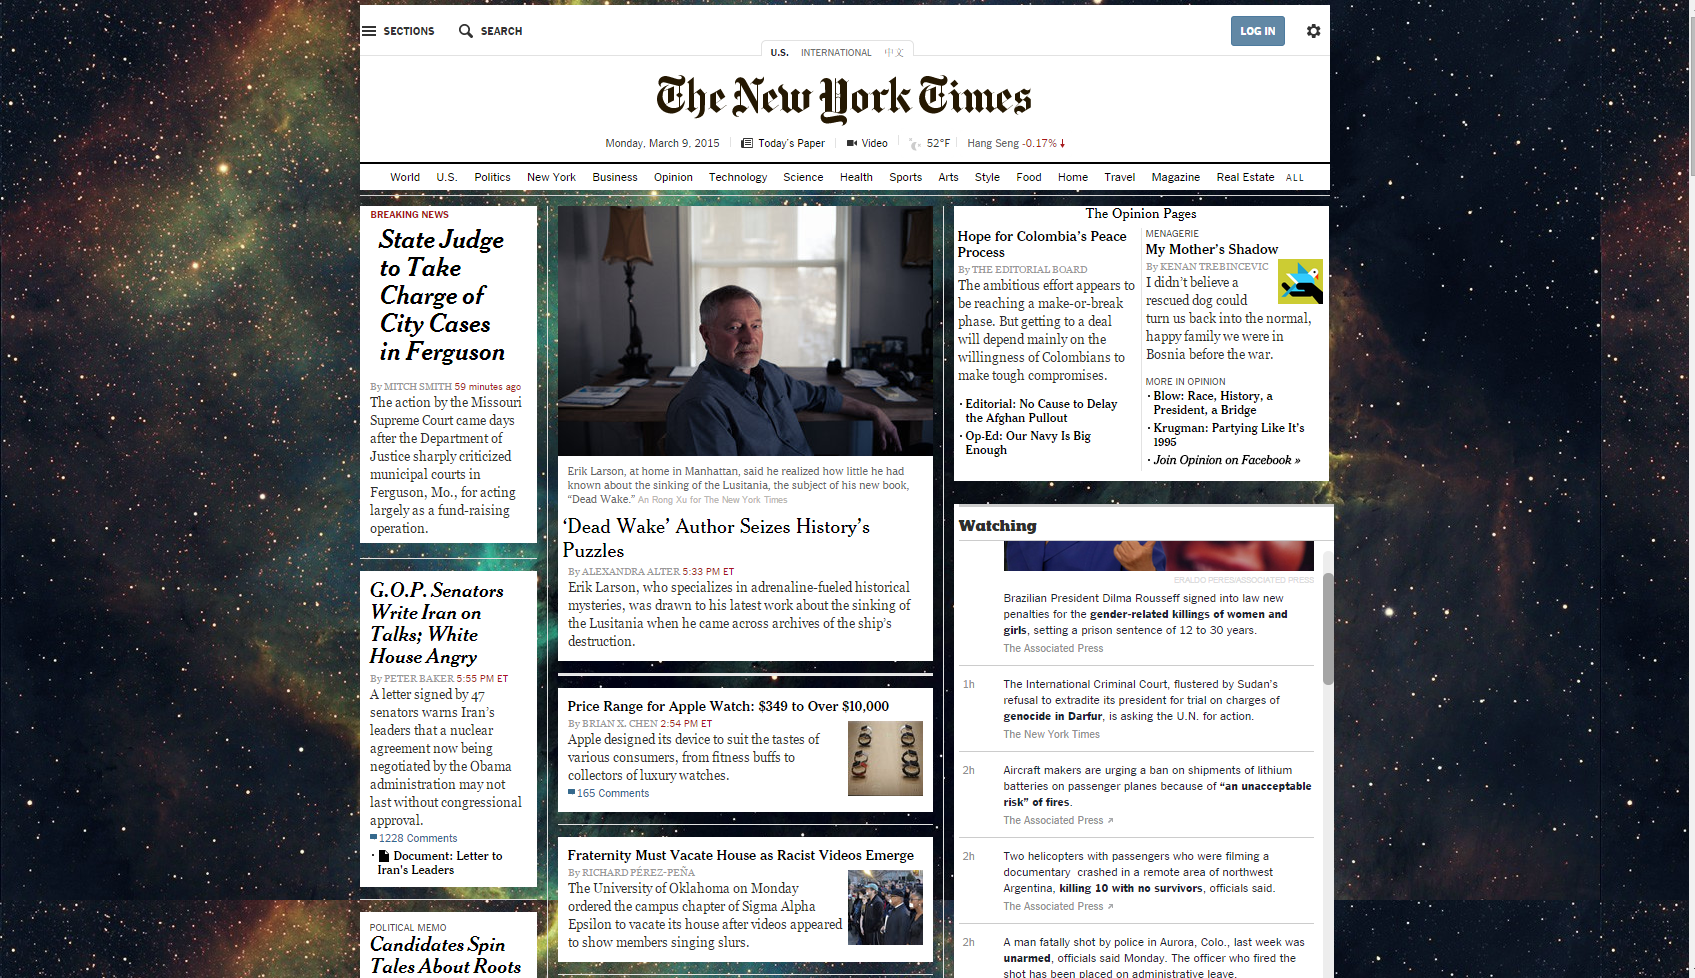 SECTIONS
SEARCH
LOG IN
U.S. INTERNATIONAL 中文
The New York Times
Monday, March 9, 2015
Today's Paper
Video
52°F
Hang Seng -0.17%
World U.S. Politics New York Business Opinion Technology Science Health Sports Arts Style Food Home Travel Magazine Real Estate ALL
BREAKING NEWS
State Judge
to Take
Charge of
City Cases
in Ferguson
By MITCH SMITH 59 minutes ago
The action by the Missouri
Supreme Court came days
after the Department of
Justice sharply criticized
municipal courts in
Ferguson, Mo., for acting
largely as a fund-raising
operation.
G.O.P. Senators
Write Iran on
Talks; White
House Angry
By PETER BAKER 5:55 PM ET
A letter signed by 47
senators warns Iran's
leaders that a nuclear
agreement now being
negotiated by the Obama
administration may not
last without congressional
approval.
1228 Comments
· Document: Letter to
Iran's Leaders
POLITICAL MEMO
Candidates Spin
Tales About Roots
Erik Larson, at home in Manhattan, said he realized how little he had
known about the sinking of the Lusitania, the subject of his new book,
“Dead Wake.” An Rong Xu for The New York Times
‘Dead Wake’ Author Seizes History’s
Puzzles
By ALEXANDRA ALTER 5:33 PM ET
Erik Larson, who specializes in adrenaline-fueled historical
mysteries, was drawn to his latest work about the sinking of
the Lusitania when he came across archives of the ship’s
destruction.
Price Range for Apple Watch: $349 to Over $10,000
By BRIAN X. CHEN 2:54 PM ET
Apple designed its device to suit the tastes of
various consumers, from fitness buffs to
collectors of luxury watches.
165 Comments
Fraternity Must Vacate House as Racist Videos Emerge
By RICHARD PÉREZ-PEÑA
The University of Oklahoma on Monday
ordered the campus chapter of Sigma Alpha
Epsilon to vacate its house after videos appeared
to show members singing slurs.
The Opinion Pages
Hope for Colombia’s Peace
Process
By THE EDITORIAL BOARD
The ambitious effort appears to
be reaching a make-or-break
phase. But getting to a deal
will depend mainly on the
willingness of Colombians to
make tough compromises.
· Editorial: No Cause to Delay
the Afghan Pullout
· Op-Ed: Our Navy Is Big
Enough
MENAGERIE
My Mother’s Shadow
By KENAN TREBINCEVIC
I didn’t believe a
rescued dog could
turn us back into the normal,
happy family we were in
Bosnia before the war.
MORE IN OPINION
· Blow: Race, History, a
President, a Bridge
· Krugman: Partying Like It’s
1995
· Join Opinion on Facebook »
Watching
ERALDO PERES/ASSOCIATED PRESS
Brazilian President Dilma Rousseff signed into law new
penalties for the gender-related killings of women and
girls, setting a prison sentence of 12 to 30 years.
The Associated Press
1h
The International Criminal Court, flustered by Sudan’s
refusal to extradite its president for trial on charges of
genocide in Darfur, is asking the U.N. for action.
The New York Times
2h
Aircraft makers are urging a ban on shipments of lithium
batteries on passenger planes because of “an unacceptable
risk” of fires.
The Associated Press
2h
Two helicopters with passengers who were filming a
documentary crashed in a remote area of northwest
Argentina, killing 10 with no survivors, officials said.
The Associated Press
2h
A man fatally shot by police in Aurora, Colo., last week was
unarmed, officials said Monday. The officer who fired the
shot has been placed on administrative leave.